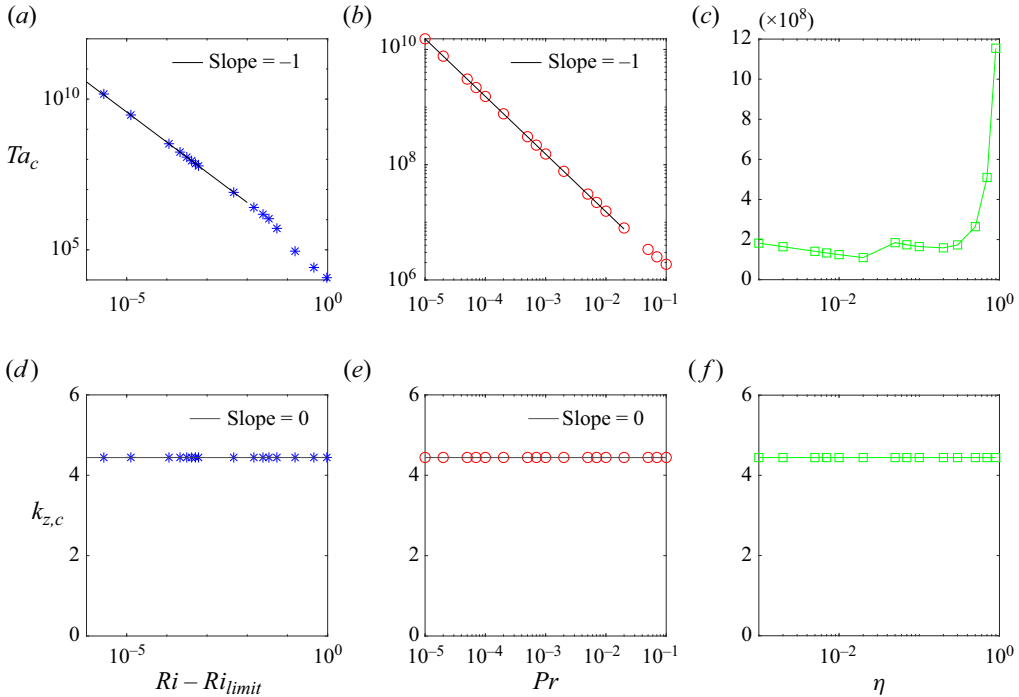 (a)
Slope = –1
10¹⁰
10⁵
Ta_c
10⁻⁵
10⁰
(b)
Slope = –1
10¹⁰
10⁸
10⁶
10⁻⁵
10⁻⁴
10⁻³
10⁻²
10⁻¹
(c)
(×10⁸)
12
10
8
6
4
2
0
10⁻²
10⁰
(d)
Slope = 0
6
4
2
0
k_{z,c}
10⁻⁵
10⁰
Ri – Ri_{limit}
(e)
Slope = 0
6
4
2
0
10⁻⁵
10⁻⁴
10⁻³
10⁻²
10⁻¹
Pr
(f)
6
4
2
0
10⁻²
10⁰
η